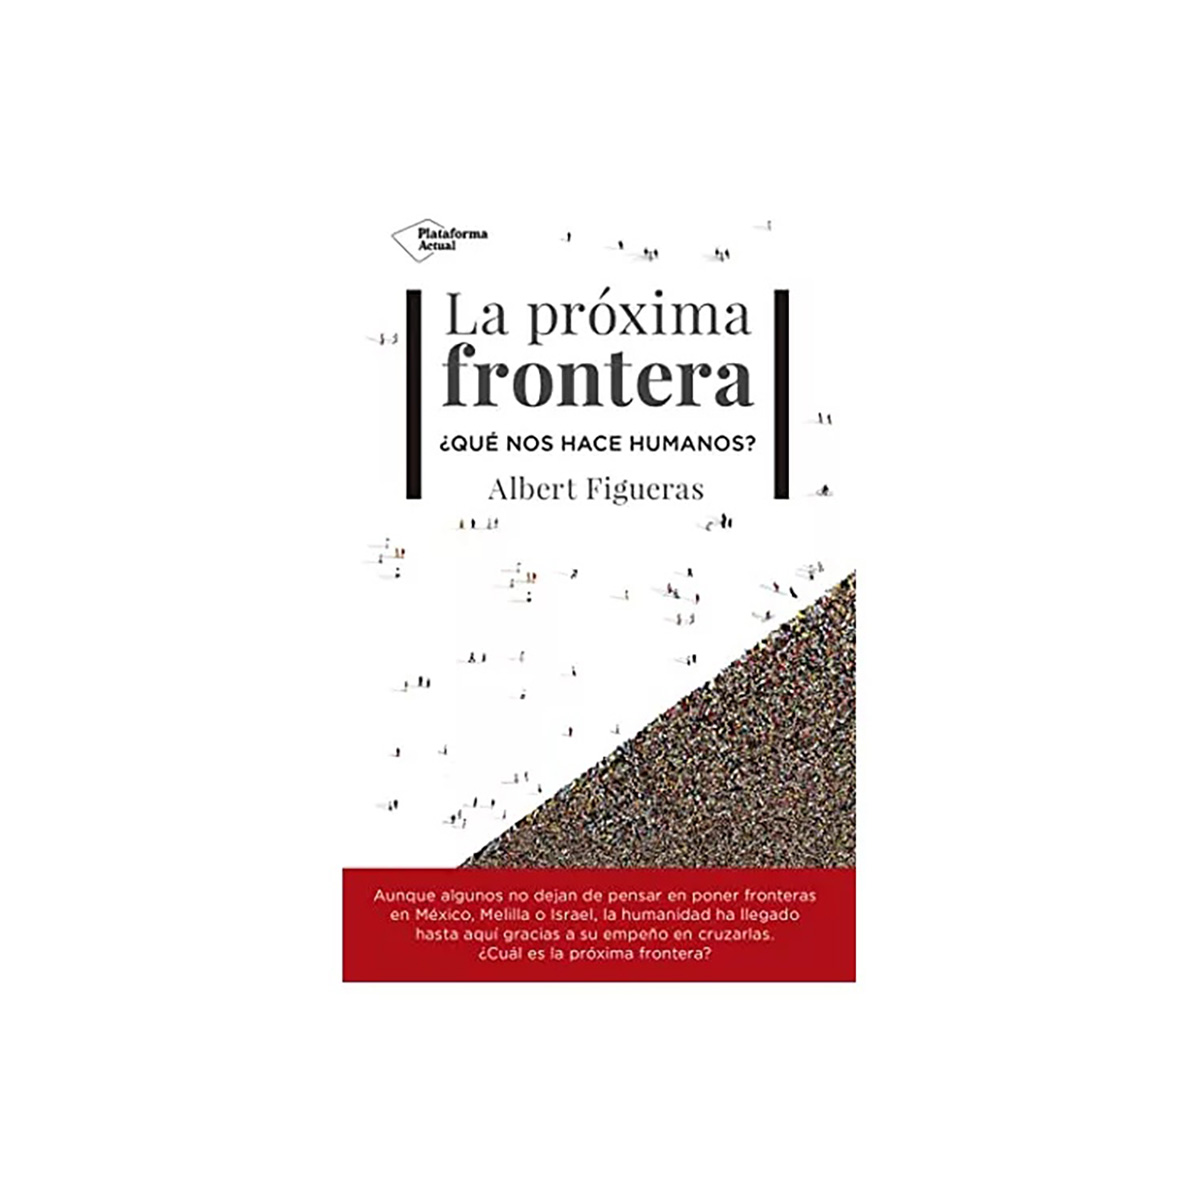 Plataforma
Actual
La próxima
frontera
¿QUÉ NOS HACE HUMANOS?
Albert Figueras
Aunque algunos no dejan de pensar en poner fronteras
en México, Melilla o Israel, la humanidad ha llegado
hasta aquí gracias a su empeño en cruzarlas.
¿Cuál es la próxima frontera?